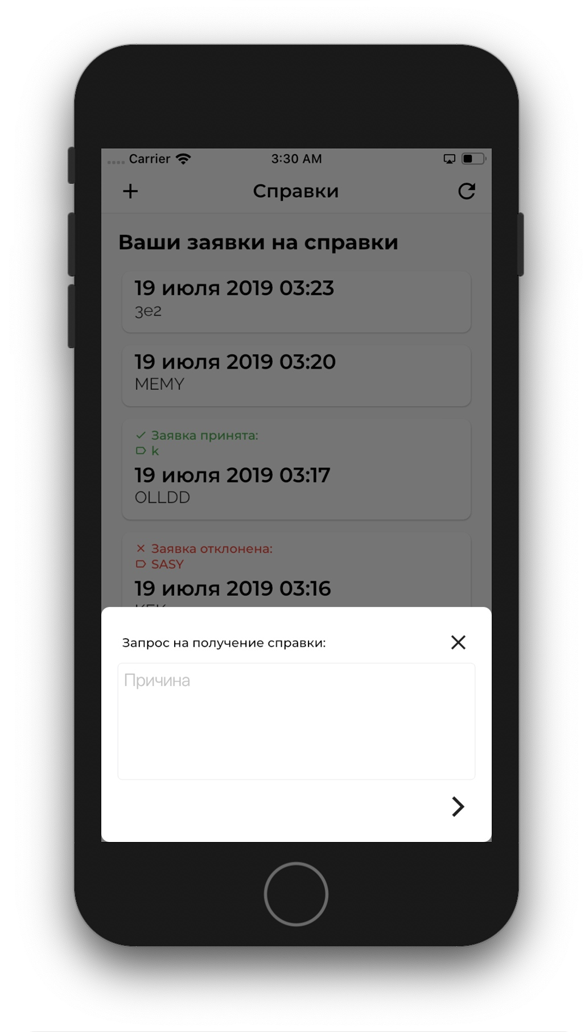 Carrier 3:30 AM
Справки
Ваши заявки на справки
19 июля 2019 03:23
3e2
19 июля 2019 03:20
MEMY
Заявка принята:
k
19 июля 2019 03:17
OLLDD
Заявка отклонена:
SASY
19 июля 2019 03:16
Запрос на получение справки:
Причина